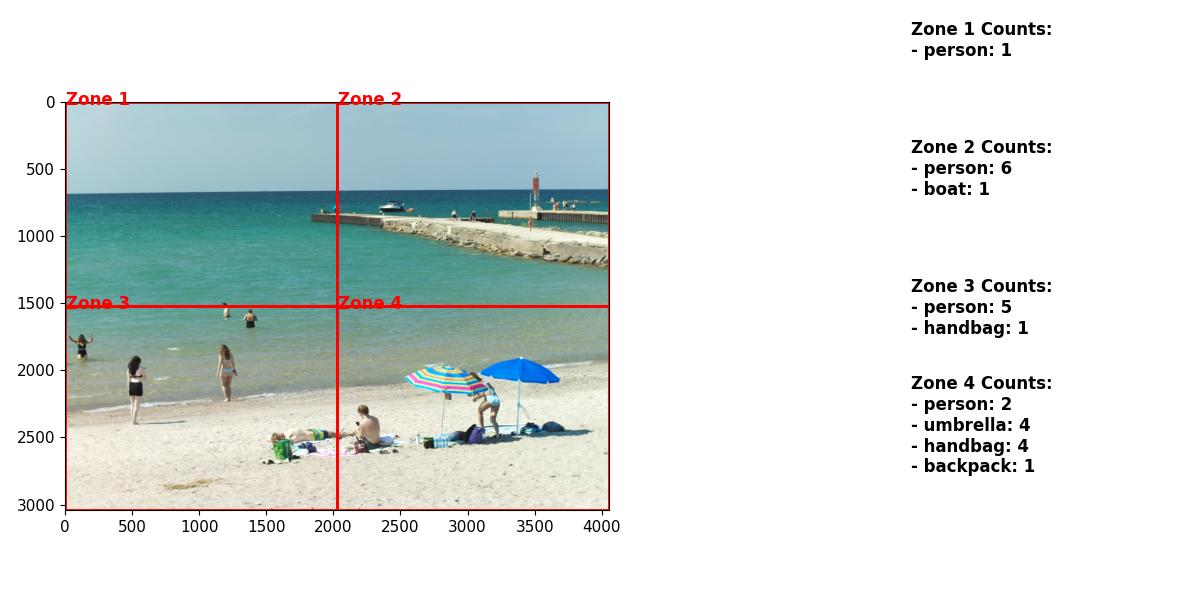 Zone 1 Counts:
- person: 1
Zone 1
Zone 2
0
500
1000
1500
2000
2500
3000
Zone 3
Zone 4
0 500 1000 1500 2000 2500 3000 3500 4000
Zone 2 Counts:
- person: 6
- boat: 1
Zone 3 Counts:
- person: 5
- handbag: 1
Zone 4 Counts:
- person: 2
- umbrella: 4
- handbag: 4
- backpack: 1